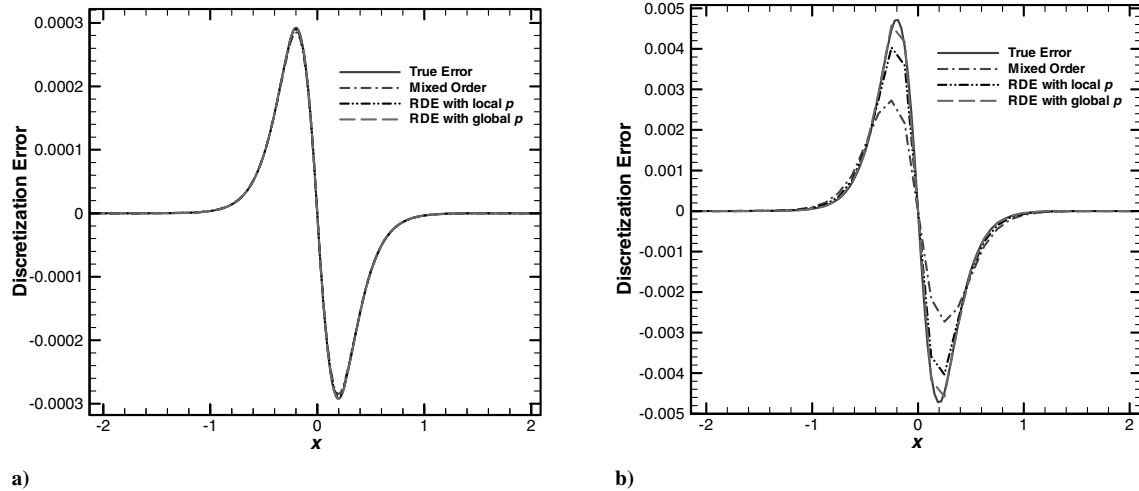 0.0003
0.0002
0.0001
0
-0.0001
-0.0002
-0.0003
Discretization Error
-2
-1
0
1
2
x
True Error
Mixed Order
RDE with local p
RDE with global p
a)
0.005
0.004
0.003
0.002
0.001
0
-0.001
-0.002
-0.003
-0.004
-0.005
Discretization Error
-2
-1
0
1
2
x
True Error
Mixed Order
RDE with local p
RDE with global p
b)